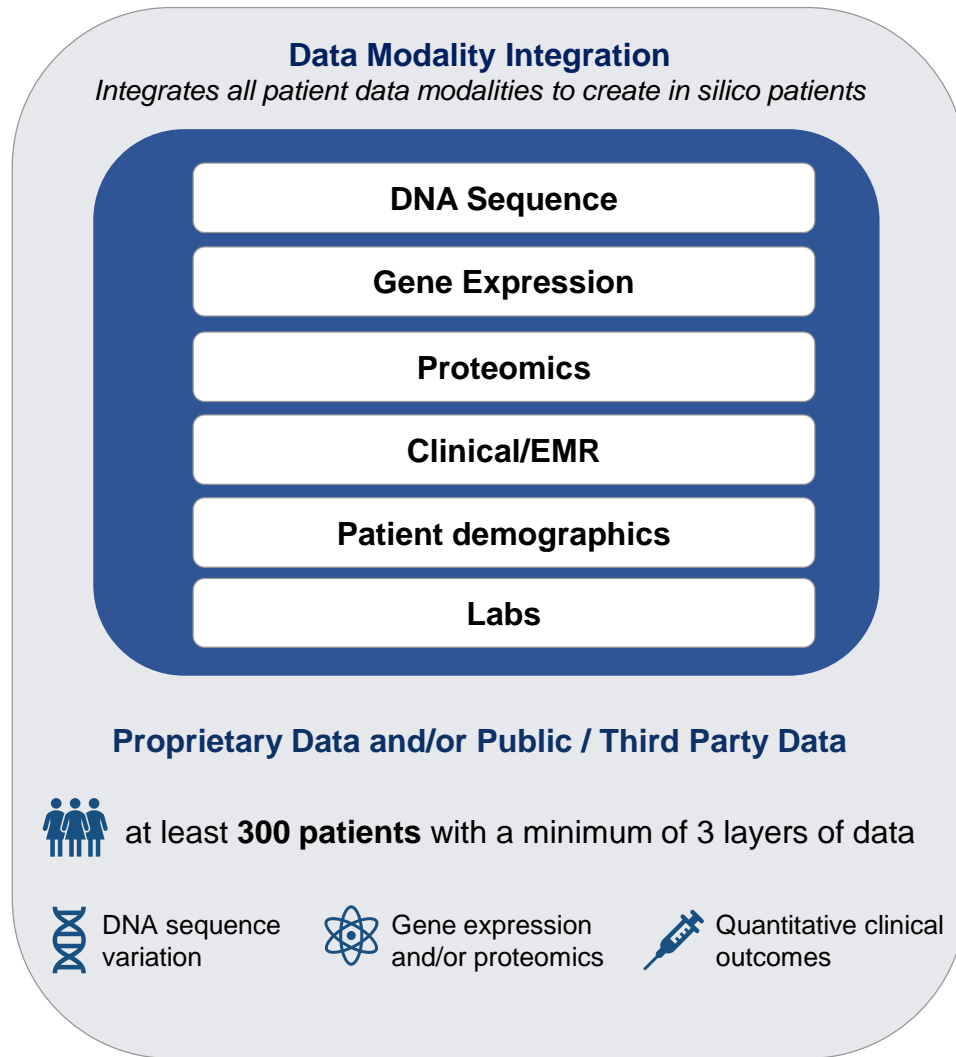 Data Modality Integration
Integrates all patient data modalities to create in silico patients
DNA Sequence
Gene Expression
Proteomics
Clinical/EMR
Patient demographics
Labs
Proprietary Data and/or Public / Third Party Data
at least 300 patients with a minimum of 3 layers of data
DNA sequence
variation
Gene expression
and/or proteomics
Quantitative clinical
outcomes